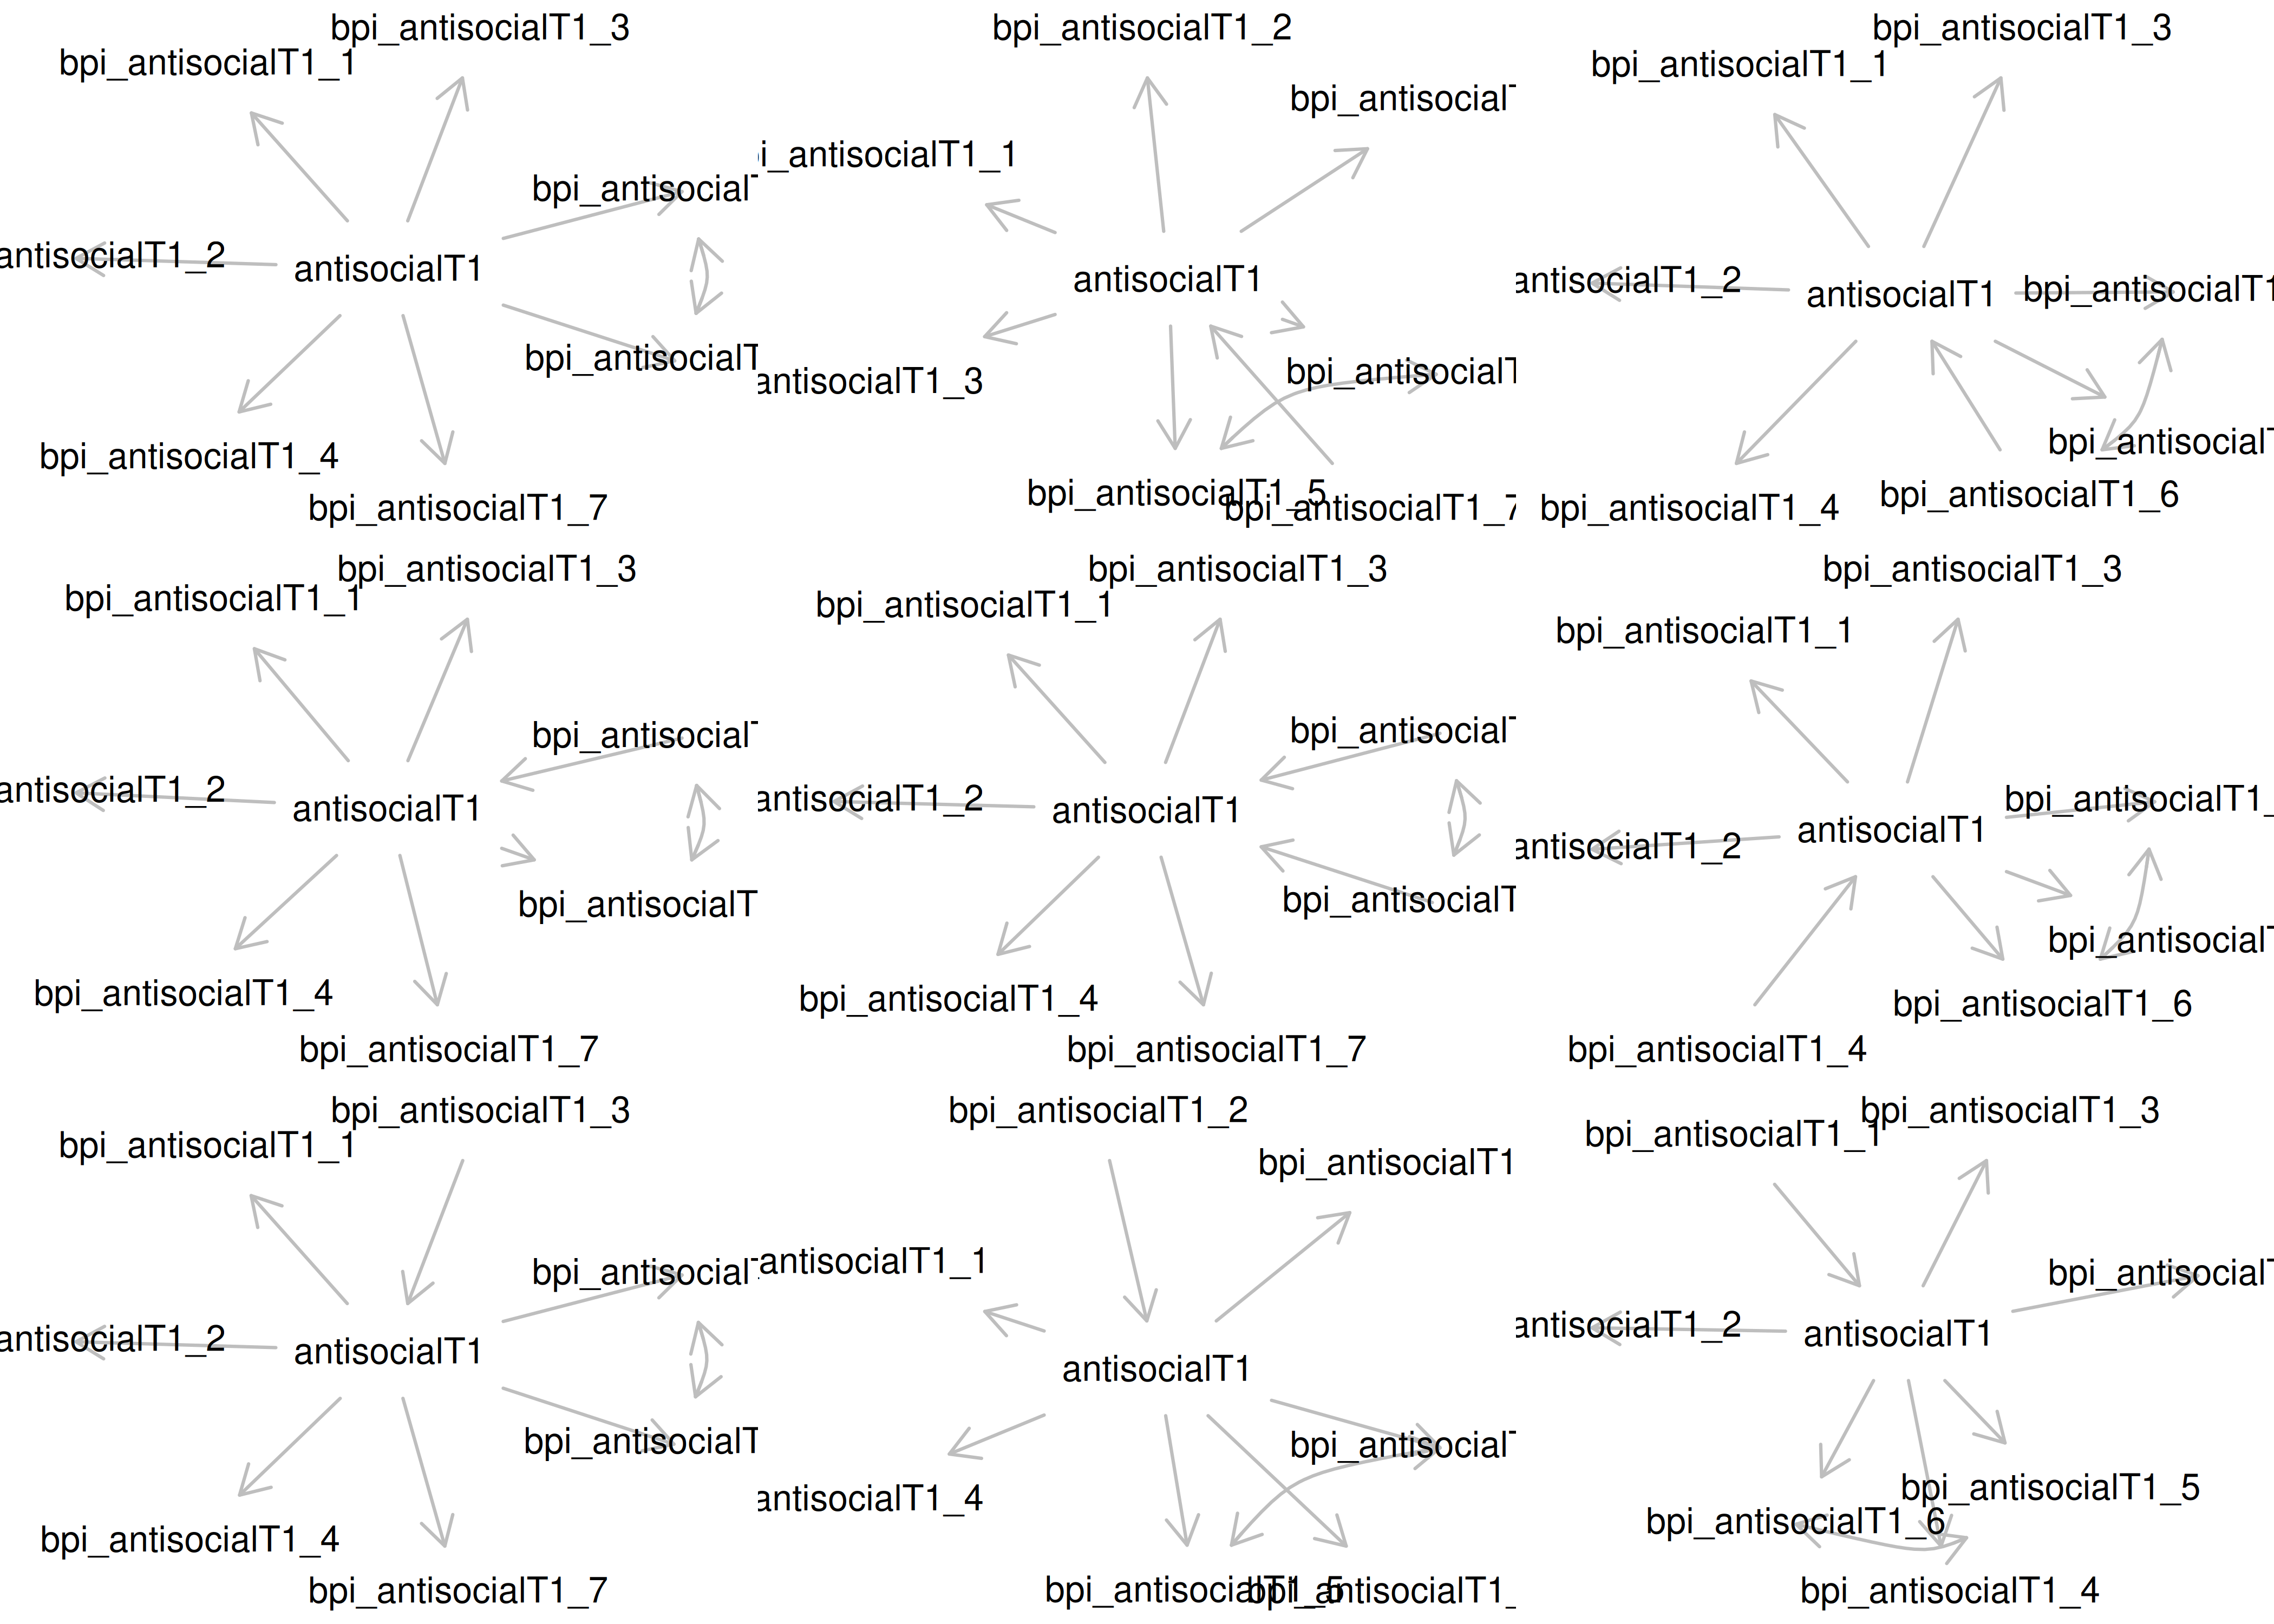 bpi_antisocialT1_3
bpi_antisocialT1_1
bpi_antisocial
antisocialT1_2
antisocialT1
bpi_antisocialT
bpi_antisocialT1_4
bpi_antisocialT1_7
bpi_antisocialT1_2
bpi_antisocial
i_antisocialT1_1
antisocialT1
bpi_antisocialT
antisocialT1_3
bpi_antisocialT1_5
bpi_antisocialT1_7
bpi_antisocialT1_3
bpi_antisocialT1_1
antisocialT1_2
antisocialT1
bpi_antisocialT1
bpi_antisocial
bpi_antisocialT1_6
bpi_antisocialT1_4
bpi_antisocialT1_3
bpi_antisocialT1_1
bpi_antisocial
antisocialT1_2
antisocialT1
bpi_antisocialT
bpi_antisocialT1_4
bpi_antisocialT1_7
bpi_antisocialT1_3
bpi_antisocialT1_1
bpi_antisocial
antisocialT1_2
antisocialT1
bpi_antisocialT
bpi_antisocialT1_4
bpi_antisocialT1_7
bpi_antisocialT1_3
bpi_antisocialT1_1
bpi_antisocialT1_
antisocialT1_2
antisocialT1
bpi_antisocial
bpi_antisocialT1_6
bpi_antisocialT1_4
bpi_antisocialT1_3
bpi_antisocialT1_1
bpi_antisocial
antisocialT1_2
antisocialT1
bpi_antisocialT
bpi_antisocialT1_4
bpi_antisocialT1_7
bpi_antisocialT1_2
bpi_antisocialT1
antisocialT1_1
antisocialT1
bpi_antisocial
antisocialT1_4
bpi_antisocialT1_5
bpi_antisocialT1_
bpi_antisocialT1_3
bpi_antisocialT1_1
bpi_antisocial
antisocialT1_2
antisocialT1
bpi_antisocialT1_5
bpi_antisocialT1_6
bpi_antisocialT1_4